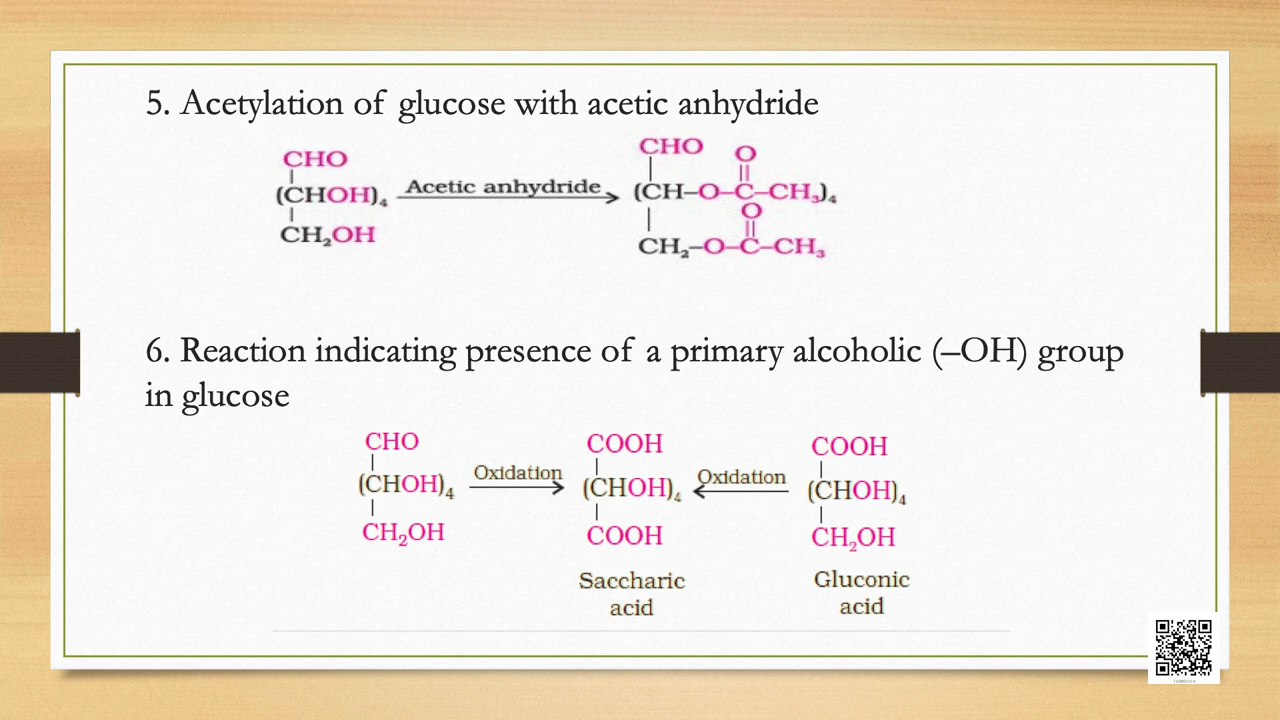 5. Acetylation of glucose with acetic anhydride
CHO
(CHOH)₄
CH₂OH
Acetic anhydride
CHO
O
(CH–O–C–CH₃)₄
O
CH₂–O–C–CH₃
6. Reaction indicating presence of a primary alcoholic (–OH) group
in glucose
CHO
(CHOH)₄
CH₂OH
Oxidation
COOH
(CHOH)₄
COOH
Saccharic
acid
Oxidation
COOH
(CHOH)₄
CH₂OH
Gluconic
acid